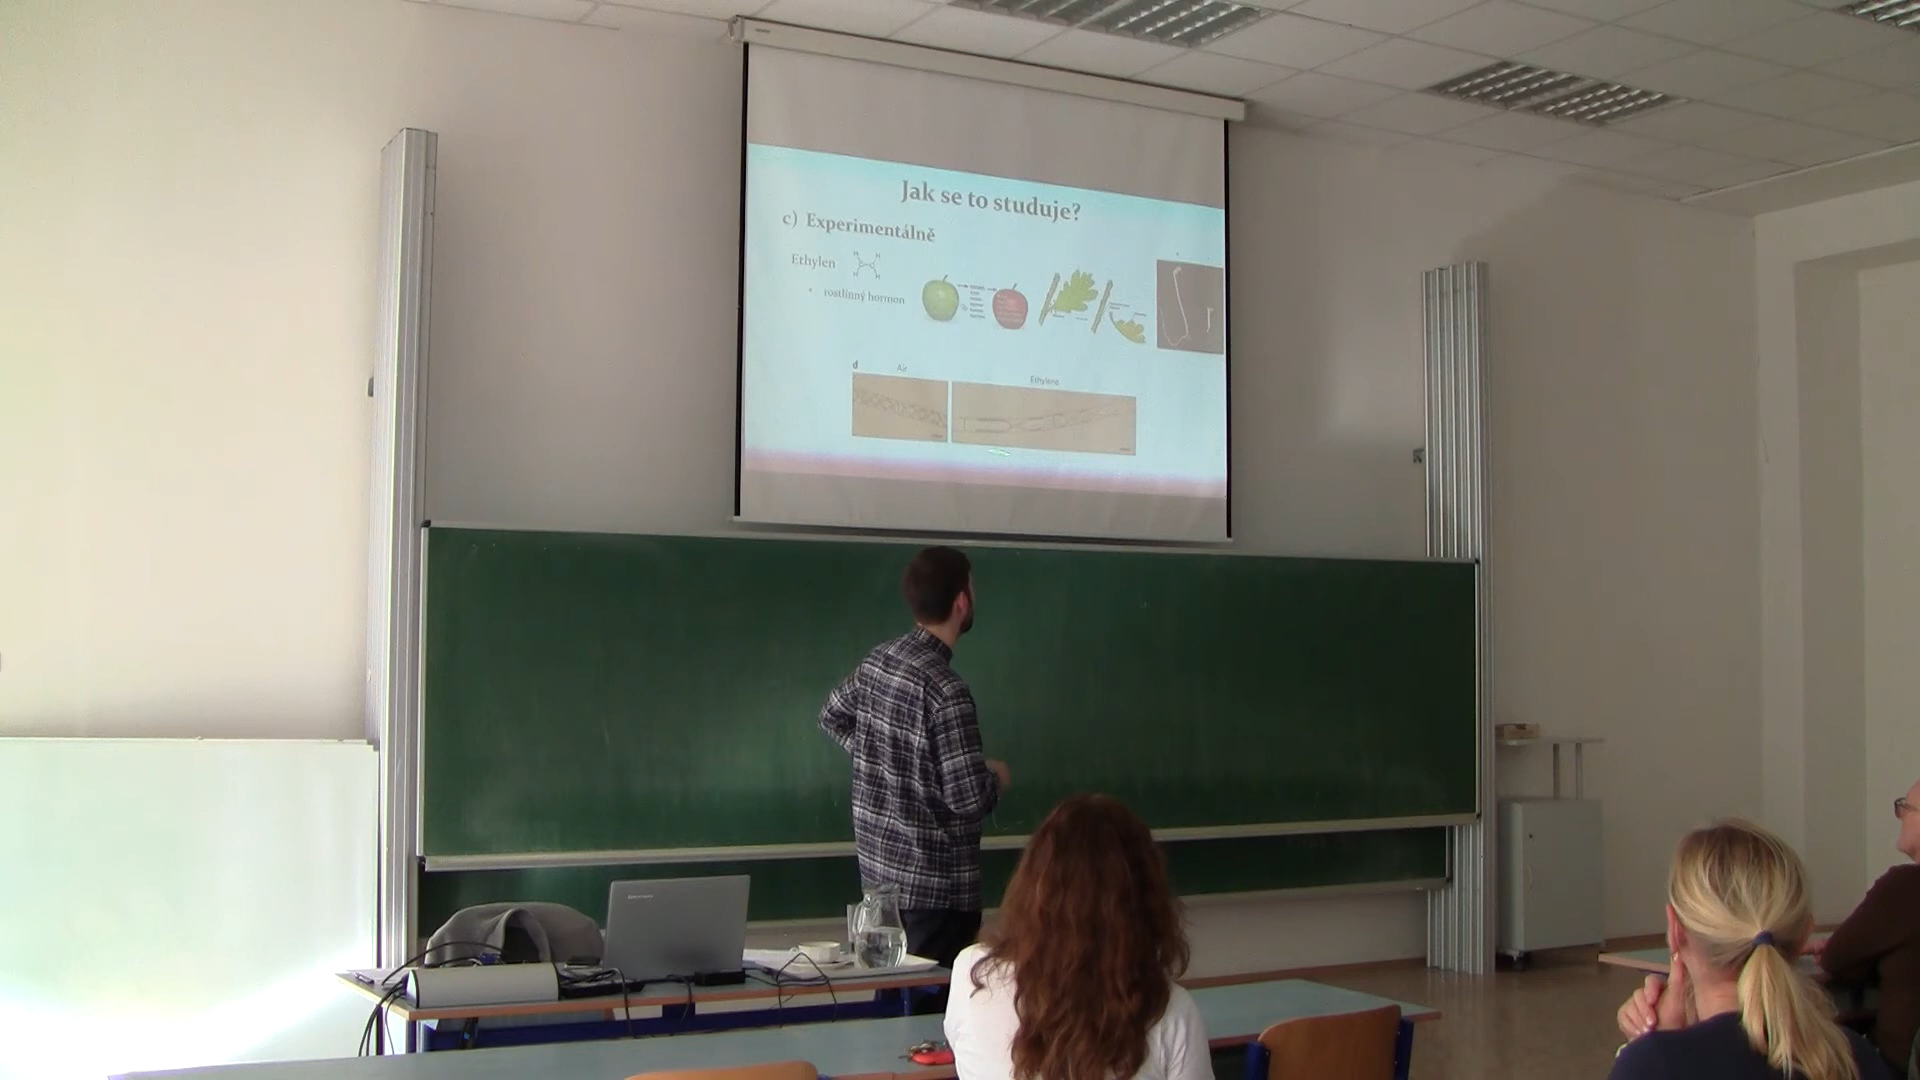 Jak se to studuje?
c) Experimentálně
Ethylen
H H
H H
• rostlinný hormon
d Air Ethylene